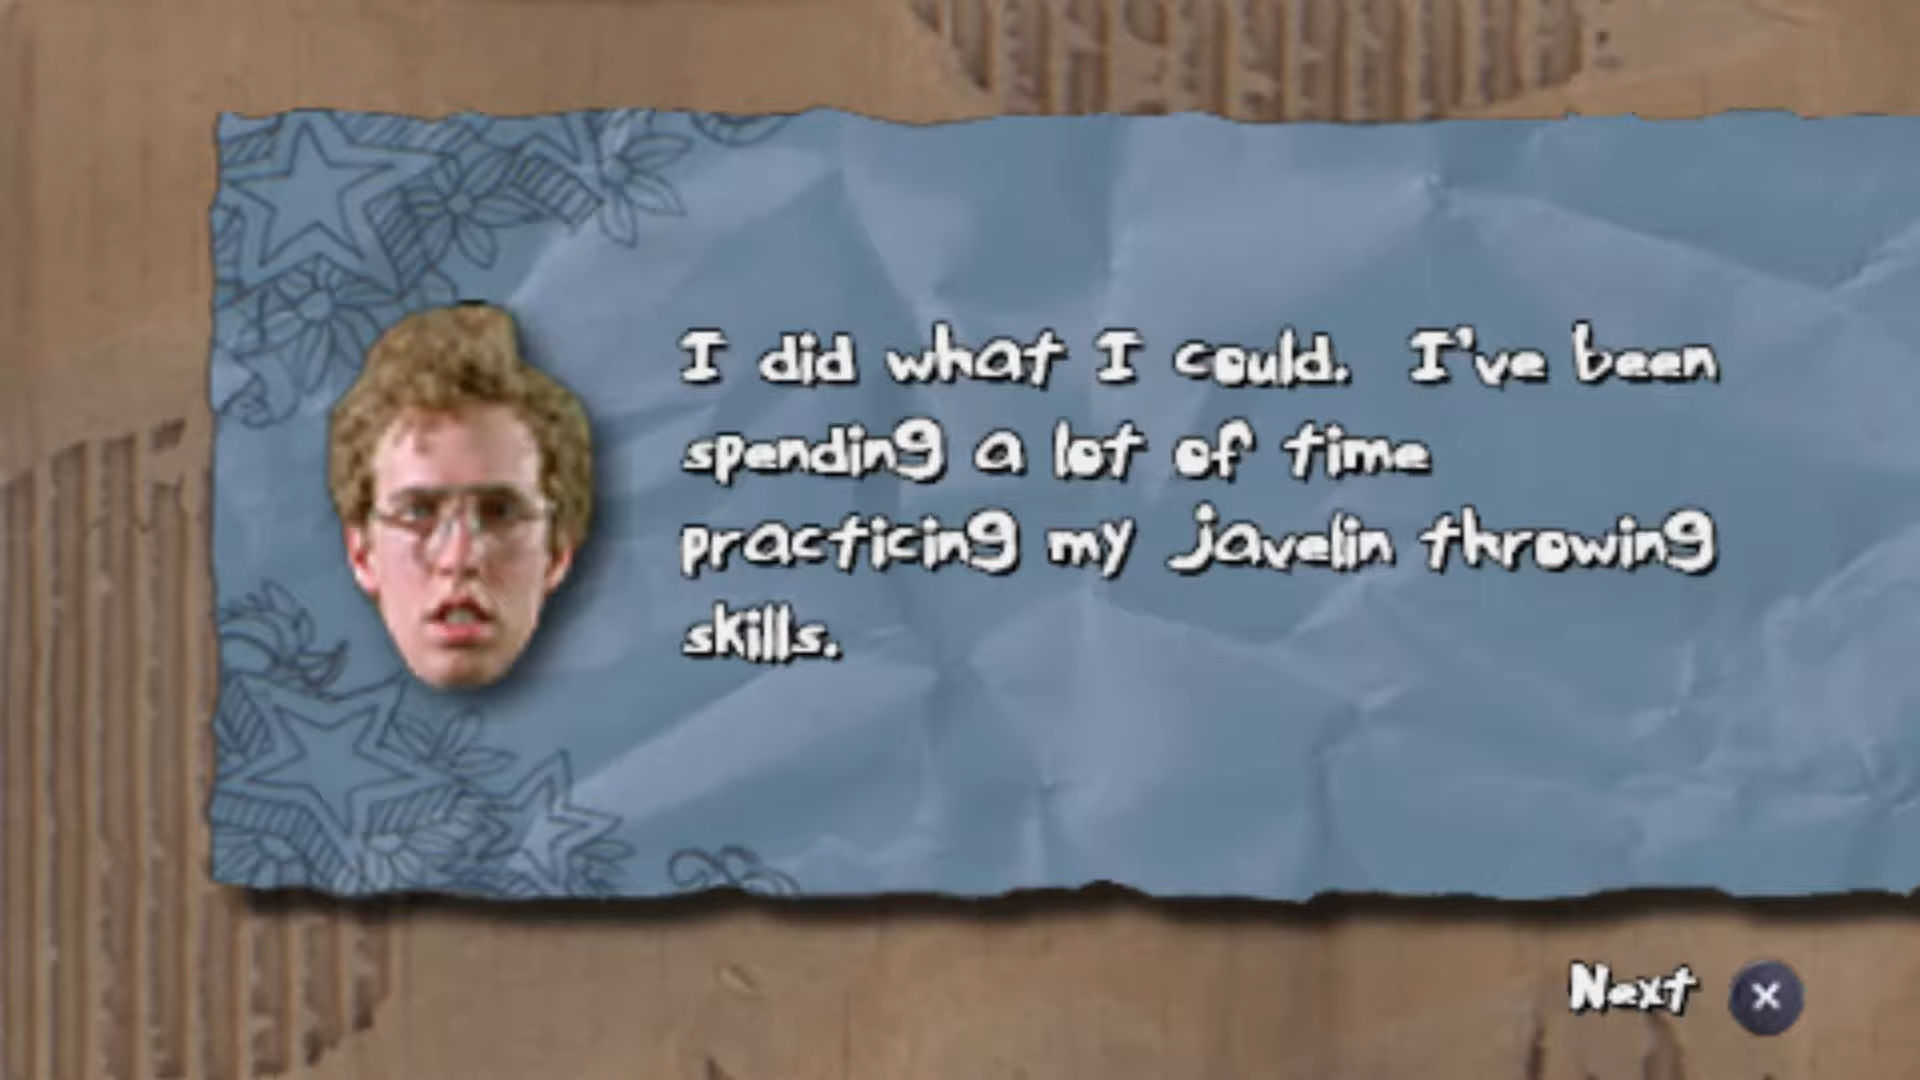 I did what I could.  I've been
spending a lot of time
practicing my javelin throwing
skills.
Next X